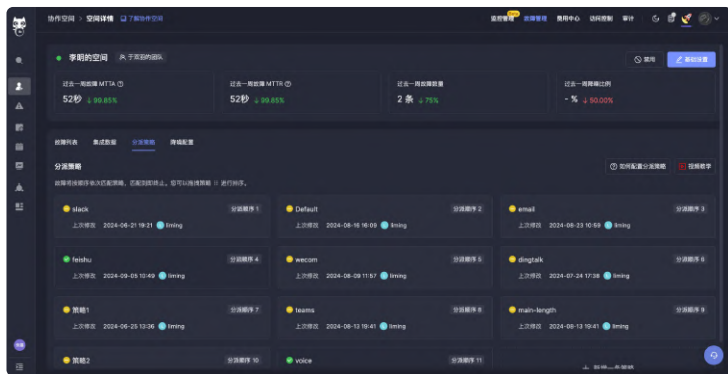 协作空间 > 空间详情 了解协作空间
监控管理 Beta 故障管理 费用中心 访问控制 审计
李明的空间
禁用 基础设置
过去一周故障 MTTA 过去一周故障 MTTR 过去一周故障数量 过去一周降噪比例
52秒 ↓ 99.85% 52秒 ↓ 99.85% 2 条 ↓ 75% - % ↓ 50.00%
故障列表 集成数据 分派策略 降噪配置
分派策略 如何配置分派策略 视频教学
故障将按顺序依次匹配策略,匹配到即终止。您可以拖拽策略 进行排序。
slack 分派顺序 1 Default 分派顺序 2 email 分派顺序 3
上次修改 2024-06-21 19:21 liming 上次修改 2024-08-16 16:09 liming 上次修改 2024-08-23 10:59 liming
feishu 分派顺序 4 wecom 分派顺序 5 dingtalk 分派顺序 6
上次修改 2024-09-05 10:49 liming 上次修改 2024-08-09 11:57 liming 上次修改 2024-07-24 17:38 liming
策略1 分派顺序 7 teams 分派顺序 8 main-length 分派顺序 9
上次修改 2024-06-25 13:36 liming 上次修改 2024-08-13 19:41 liming 上次修改 2024-08-13 19:41 liming
策略2 分派顺序 10 voice 分派顺序 11